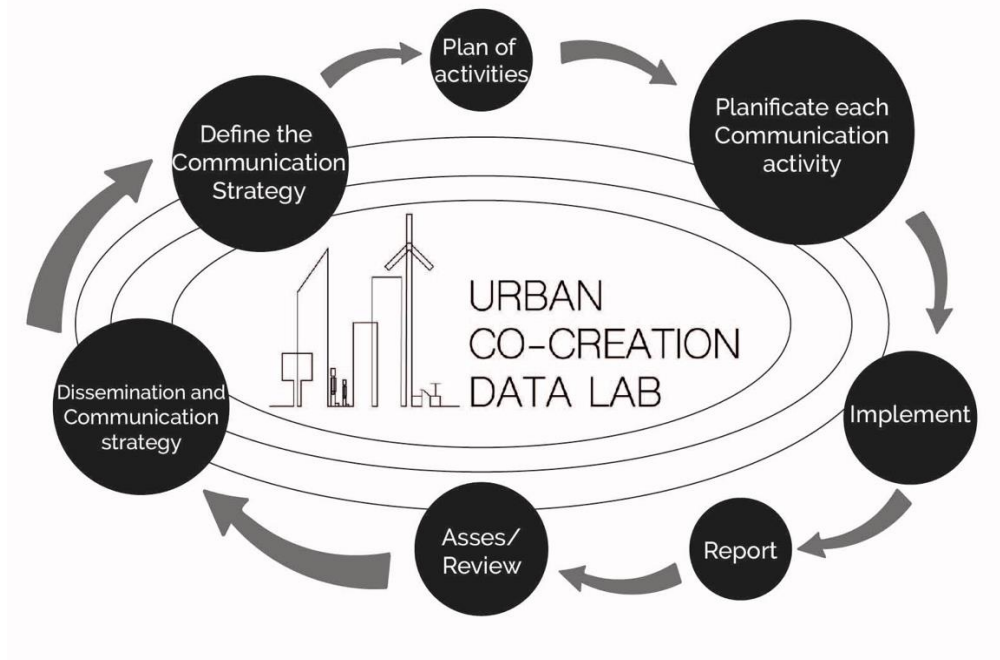 Plan of
activities
Planificate each
Communication
activity
Define the
Communication
Strategy
URBAN
CO-CREATION
DATA LAB
Dissemination and
Communication
strategy
Implement
Asses/
Review
Report